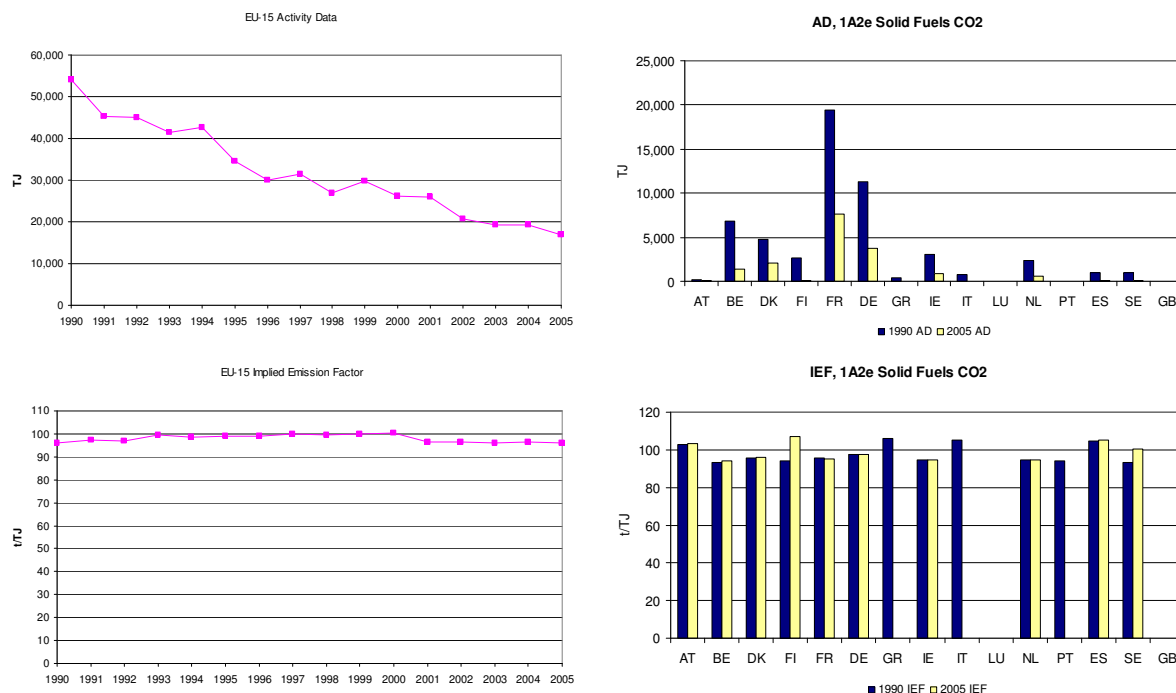 EU-15 Activity Data
60,000
50,000
40,000
30,000
20,000
10,000
0
TJ
1990 1991 1992 1993 1994 1995 1996 1997 1998 1999 2000 2001 2002 2003 2004 2005
AD, 1A2e Solid Fuels CO2
25,000
20,000
15,000
10,000
5,000
0
TJ
AT BE DK FI FR DE GR IE IT LU NL PT ES SE GB
1990 AD 2005 AD
EU-15 Implied Emission Factor
110
100
90
80
70
60
50
40
30
20
10
0
t/TJ
1990 1991 1992 1993 1994 1995 1996 1997 1998 1999 2000 2001 2002 2003 2004 2005
IEF, 1A2e Solid Fuels CO2
120
100
80
60
40
20
0
t/TJ
AT BE DK FI FR DE GR IE IT LU NL PT ES SE GB
1990 IEF 2005 IEF